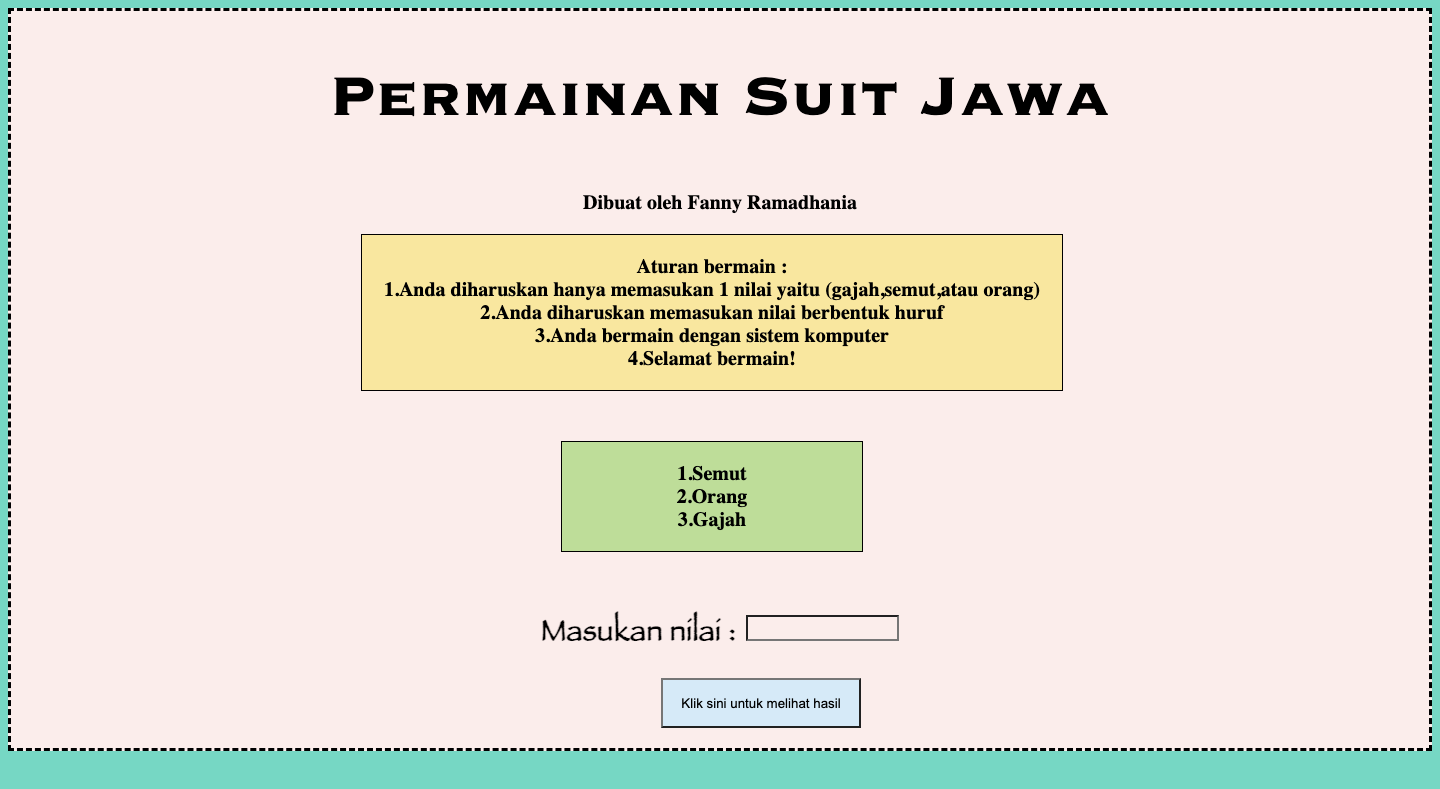 Permainan Suit Jawa
Dibuat oleh Fanny Ramadhania
Aturan bermain :
1.Anda diharuskan hanya memasukan 1 nilai yaitu (gajah,semut,atau orang)
2.Anda diharuskan memasukan nilai berbentuk huruf
3.Anda bermain dengan sistem komputer
4.Selamat bermain!
1.Semut
2.Orang
3.Gajah
Masukan nilai :
Klik sini untuk melihat hasil